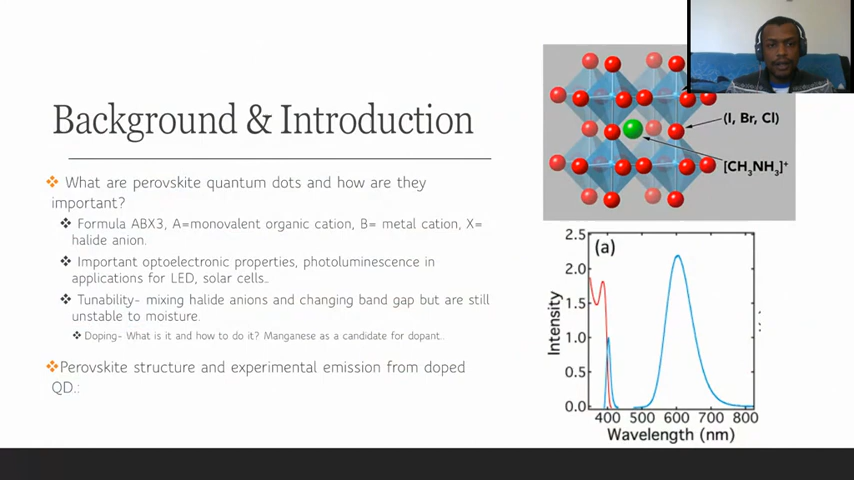 Background & Introduction
What are perovskite quantum dots and how are they
important?
Formula ABX3, A=monovalent organic cation, B= metal cation, X=
halide anion.
Important optoelectronic properties, photoluminescence in
applications for LED, solar cells..
Tunability- mixing halide anions and changing band gap but are still
unstable to moisture.
Doping- What is it and how to do it? Manganese as a candidate for dopant..
Perovskite structure and experimental emission from doped
QD.:
(I, Br, Cl)
[CH3NH3]+
(a)
Intensity
2.5
2.0
1.5
1.0
0.5
0.0
400 500 600 700 800
Wavelength (nm)